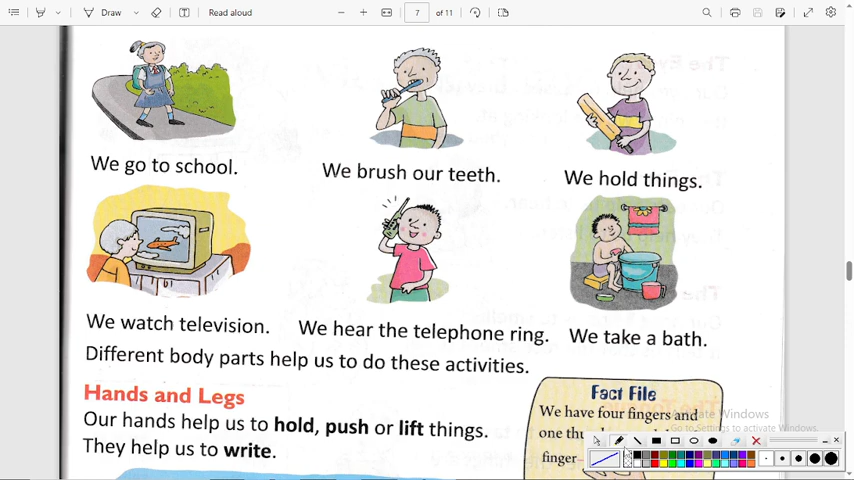 Draw
Read aloud
7
of 11
We go to school.
We brush our teeth.
We hold things.
We watch television.
We hear the telephone ring.
We take a bath.
Different body parts help us to do these activities.
Hands and Legs
Our hands help us to hold, push or lift things.
They help us to write.
Fact File
We have four fingers and
one
finger
Activate Windows
Go to Settings to activate Windows.